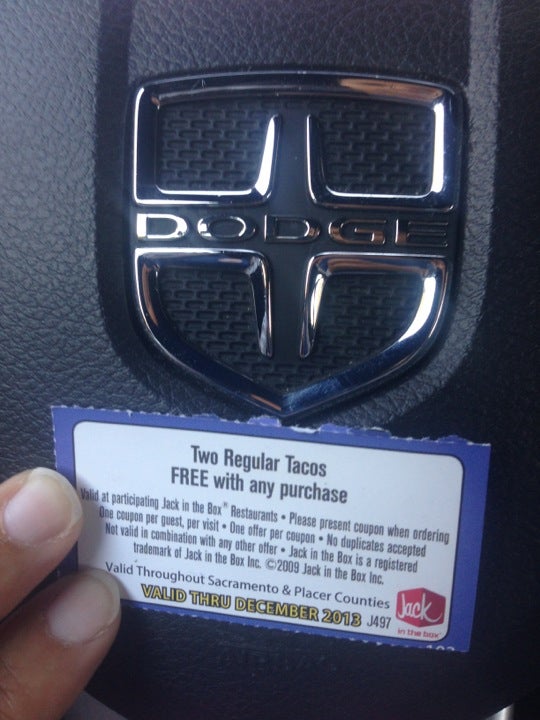 DODGE
Two Regular Tacos
FREE with any purchase
Valid at participating Jack in the Box® Restaurants • Please present coupon when ordering
One coupon per guest, per visit • One offer per coupon • No duplicates accepted
Not valid in combination with any other offer • Jack in the Box is a registered
trademark of Jack in the Box Inc. ©2009 Jack in the Box Inc.
Valid Throughout Sacramento & Placer Counties
VALID THRU DECEMBER 2013 J497
Jack
in the box®